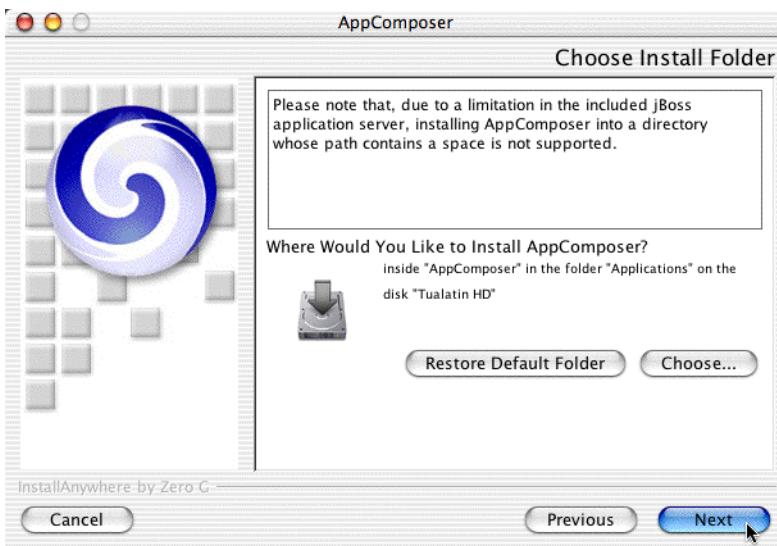 AppComposer
Choose Install Folder
Please note that, due to a limitation in the included jBoss
application server, installing AppComposer into a directory
whose path contains a space is not supported.
Where Would You Like to Install AppComposer?
inside "AppComposer" in the folder "Applications" on the
disk "Tualatin HD"
Restore Default Folder
Choose...
InstallAnywhere by Zero G
Cancel
Previous
Next